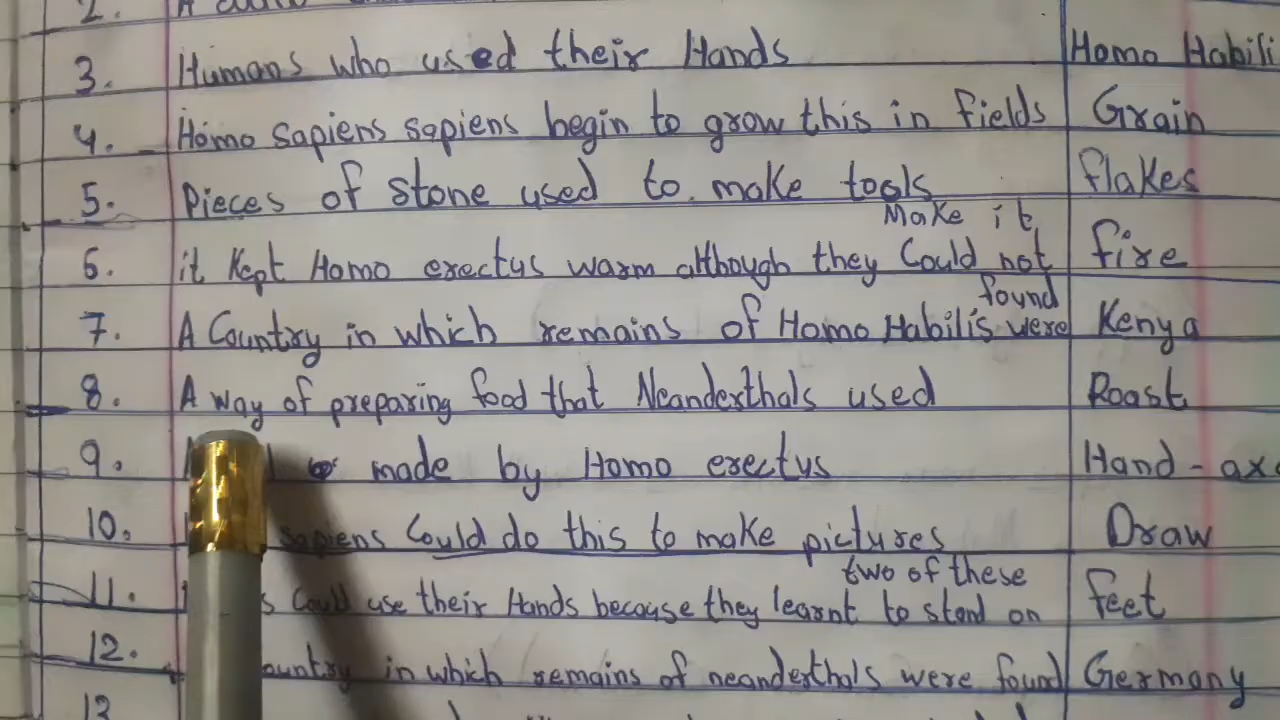 2.
3. Humans who used their Hands Homo Habili
4. Homo sapiens sapiens begin to grow this in fields Grain
5. Pieces of stone used to make tools flakes
make it
6. it Kept Homo erectus warm although they Could not fire
found
7. A Country in which remains of Homo Habilis were Kenya
8. A way of preparing food that Neanderthals used Roast
9. made by Homo erectus Hand - ax
10. sapiens Could do this to make pictures Draw
two of these
11. Could use their Hands because they learnt to stand on feet
12. ountry in which remains of neanderthals were found Germany
13